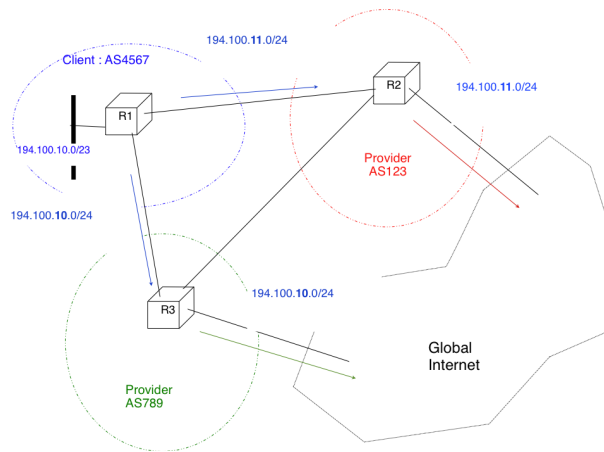 194.100.11.0/24
Client : AS4567
R1
R2
194.100.11.0/24
194.100.10.0/23
Provider
AS123
194.100.10.0/24
194.100.10.0/24
R3
Global
Internet
Provider
AS789